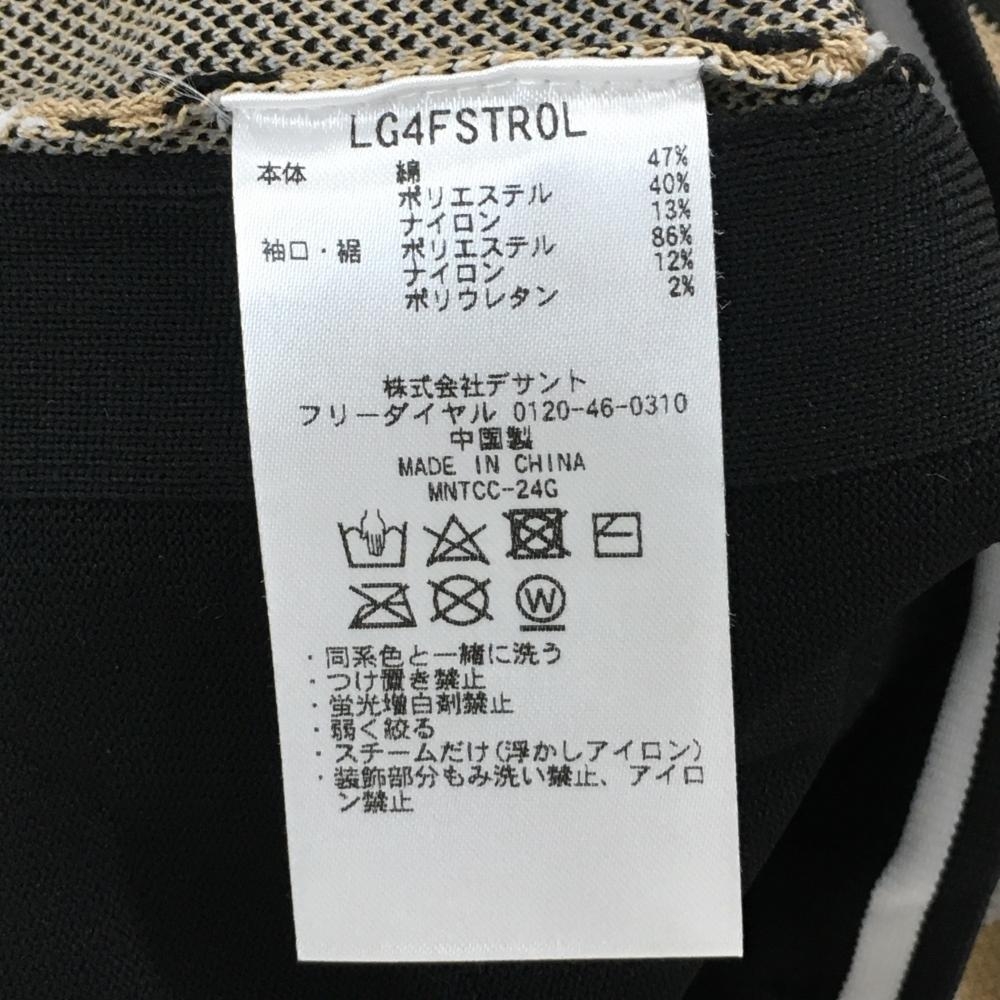 LG4FSTR0L
本体 綿 47%
ポリエステル 40%
ナイロン 13%
袖口・裾 ポリエステル 86%
ナイロン 12%
ポリウレタン 2%
株式会社デサント
フリーダイヤル 0120-46-0310
中国製
MADE IN CHINA
MNTCC-24G
W
・同系色と一緒に洗う
・つけ置き禁止
・蛍光増白剤禁止
・弱く絞る
・スチームだけ(浮かしアイロン)
・装飾部分もみ洗い禁止、アイロ
ン禁止